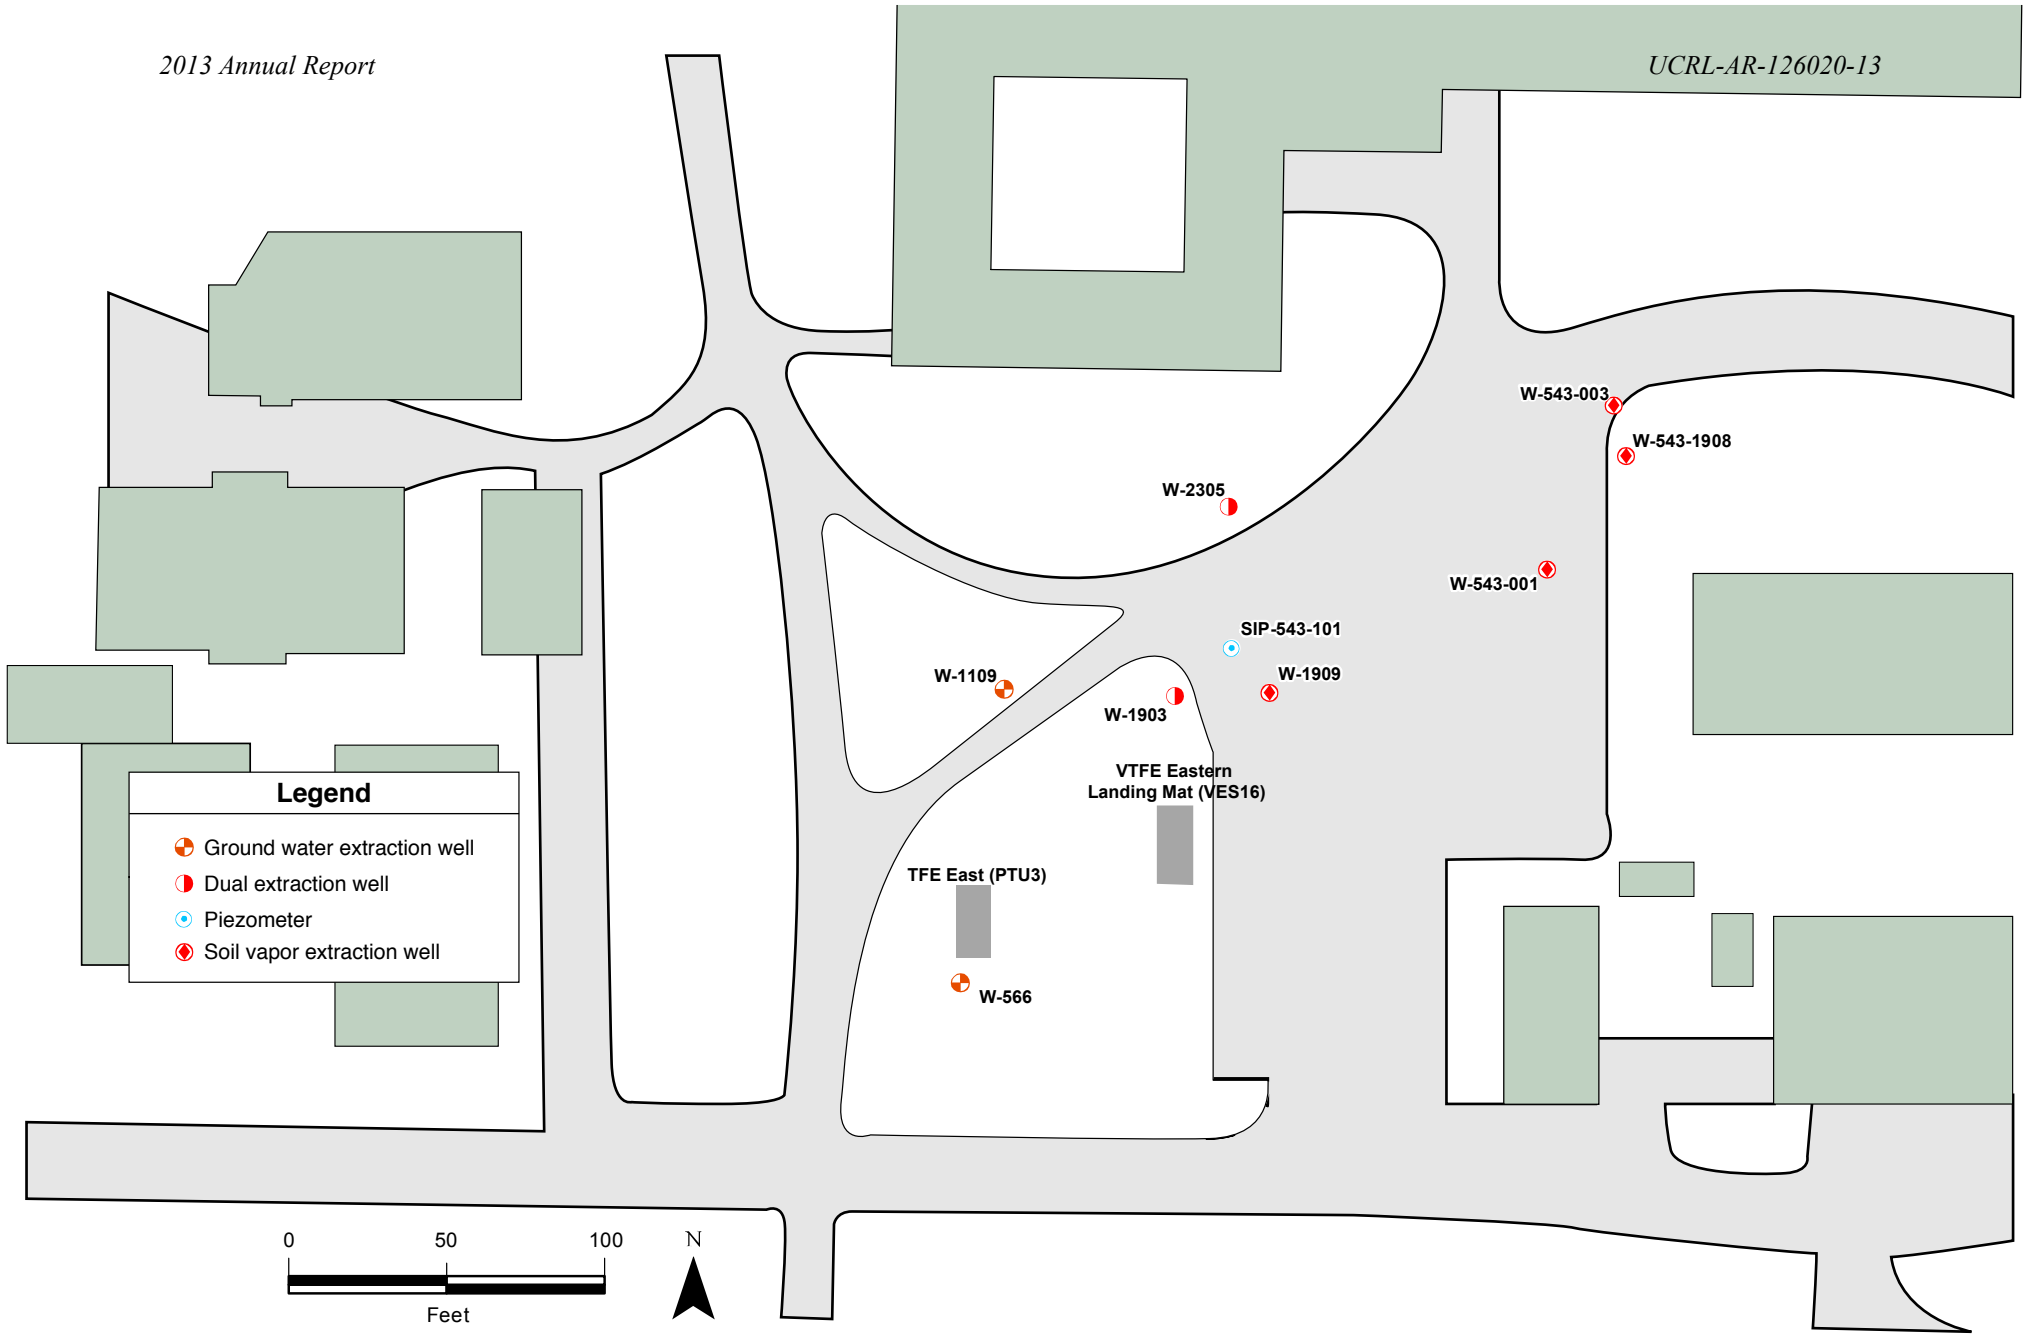 2013 Annual Report
UCRL-AR-126020-13
W-543-003
W-543-1908
W-2305
W-543-001
SIP-543-101
W-1109
W-1909
W-1903
VTFE Eastern
Landing Mat (VES16)
Legend
Ground water extraction well
Dual extraction well
Piezometer
Soil vapor extraction well
TFE East (PTU3)
W-566
0 50 100
Feet
N